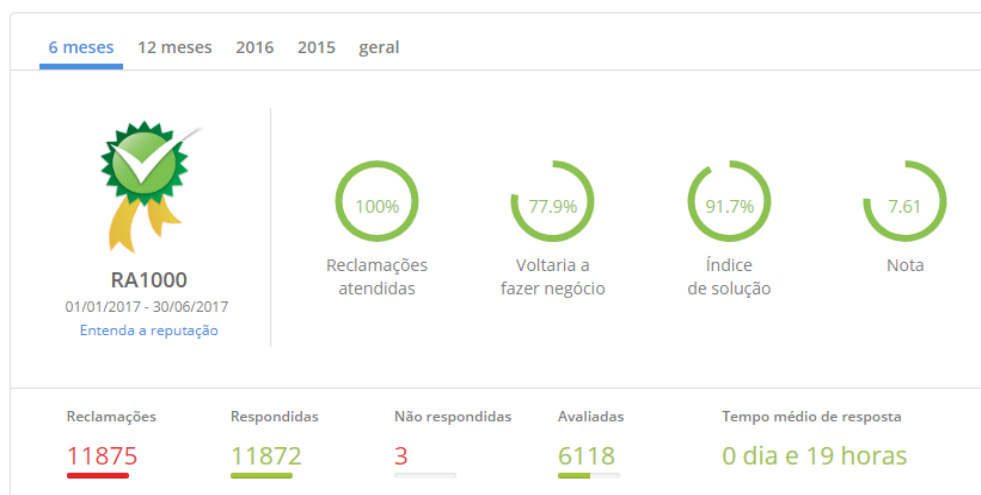 6 meses 12 meses 2016 2015 geral
100% 77.9% 91.7% 7.61
Reclamações atendidas
Voltaria a fazer negócio
Índice de solução
Nota
RA1000
01/01/2017 - 30/06/2017
Entenda a reputação
Reclamações Respondidas Não respondidas Avaliadas Tempo médio de resposta
11875 11872 3 6118 0 dia e 19 horas